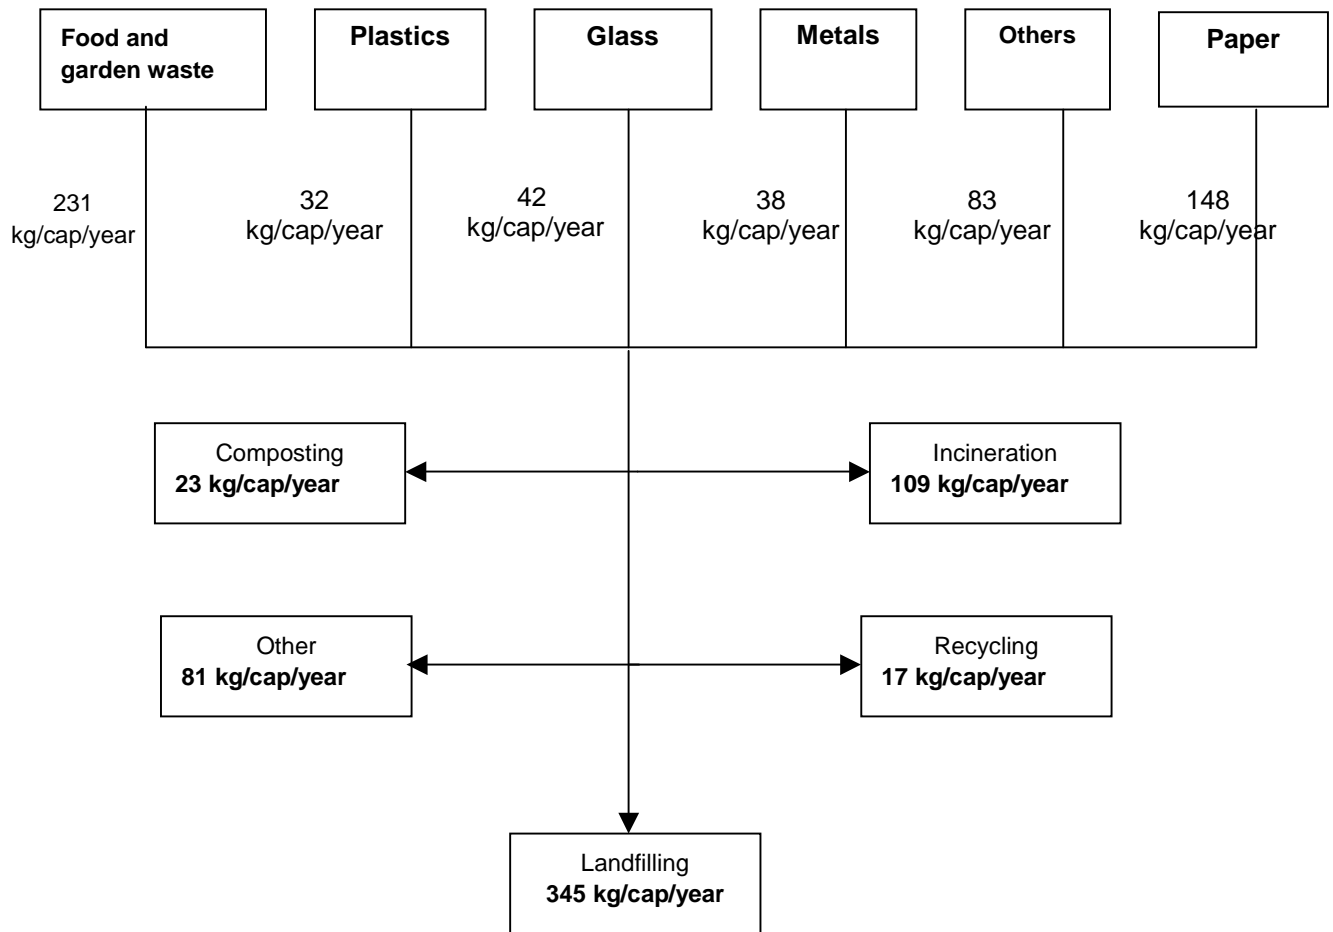 Food and
garden waste
Plastics
Glass
Metals
Others
Paper
231
kg/cap/year
32
kg/cap/year
42
kg/cap/year
38
kg/cap/year
83
kg/cap/year
148
kg/cap/year
Composting
23 kg/cap/year
Incineration
109 kg/cap/year
Other
81 kg/cap/year
Recycling
17 kg/cap/year
Landfilling
345 kg/cap/year